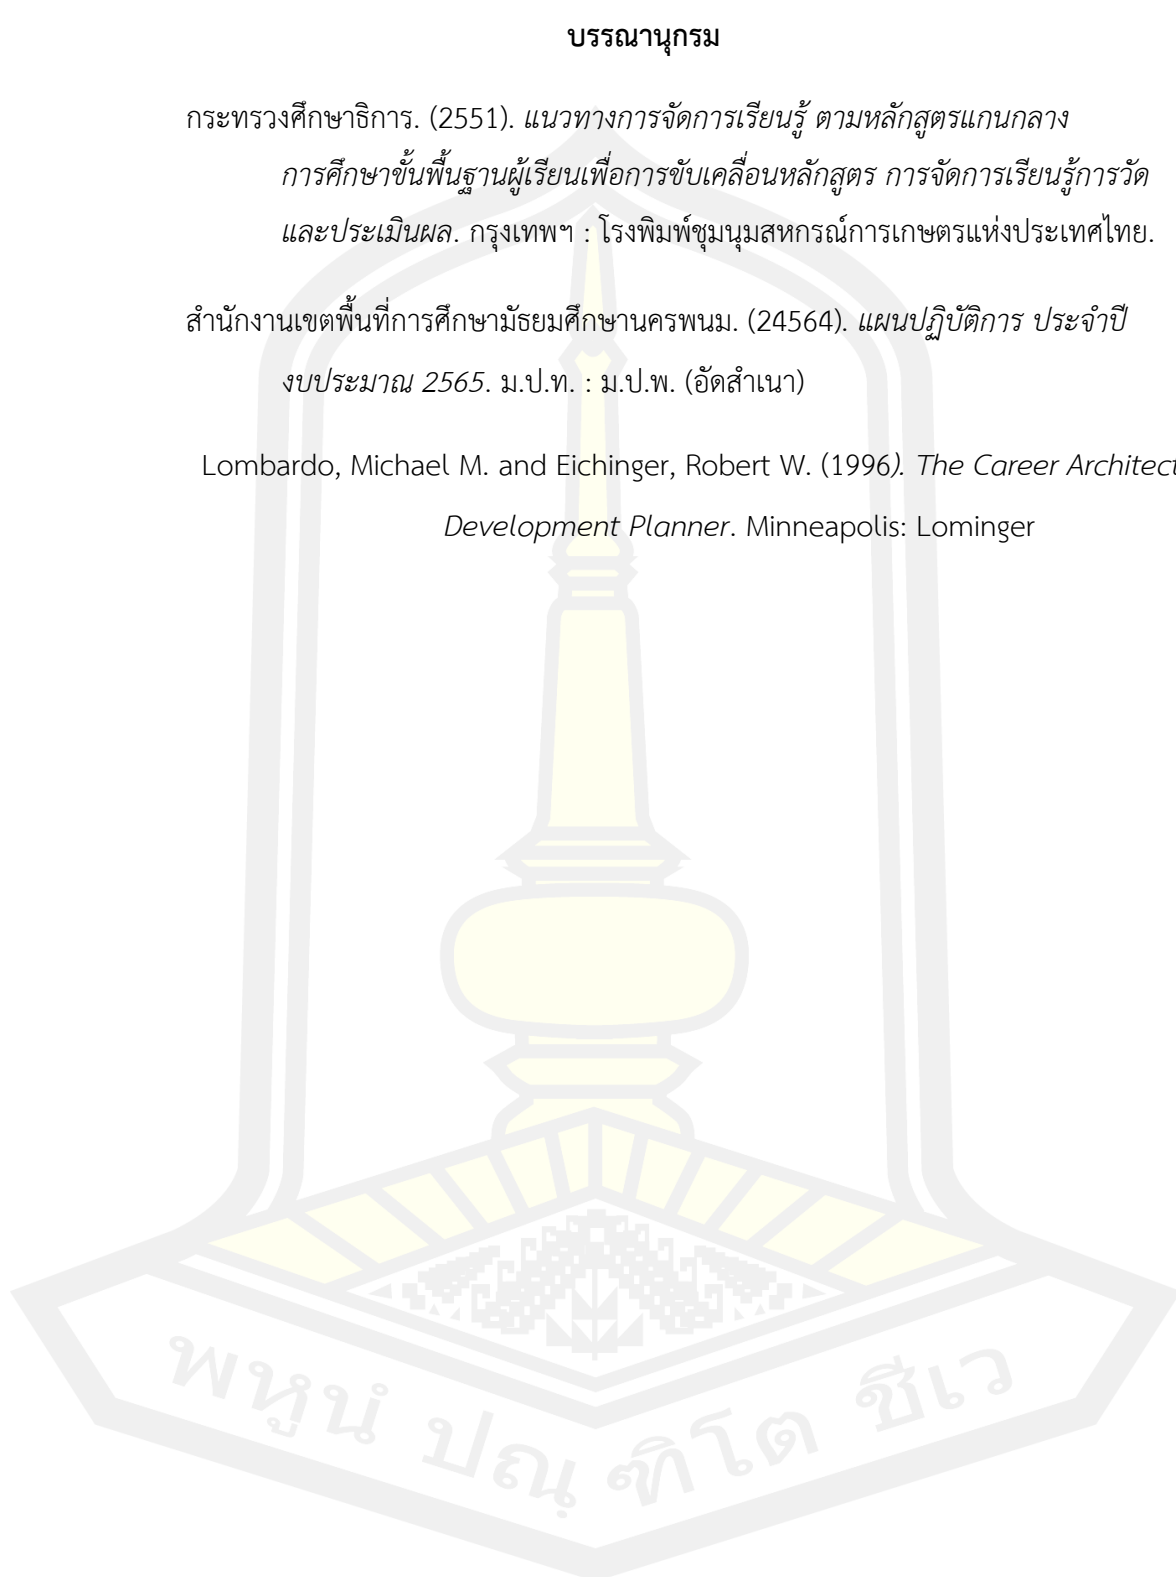 บรรณานุกรม
กระทรวงศึกษาธิการ. (2551). แนวทางการจัดการเรียนรู้ ตามหลักสูตรแกนกลาง
การศึกษาขั้นพื้นฐานผู้เรียนเพื่อการขับเคลื่อนหลักสูตร การจัดการเรียนรู้การวัด
และประเมินผล. กรุงเทพฯ : โรงพิมพ์ชุมนุมสหกรณ์การเกษตรแห่งประเทศไทย.
สำนักงานเขตพื้นที่การศึกษามัธยมศึกษานครพนม. (24564). แผนปฏิบัติการ ประจำปี
งบประมาณ 2565. ม.ป.ท. : ม.ป.พ. (อัดสำเนา)
Lombardo, Michael M. and Eichinger, Robert W. (1996). The Career Architect
Development Planner. Minneapolis: Lominger
พหูนํ ปณฺฑิโต ชีเว